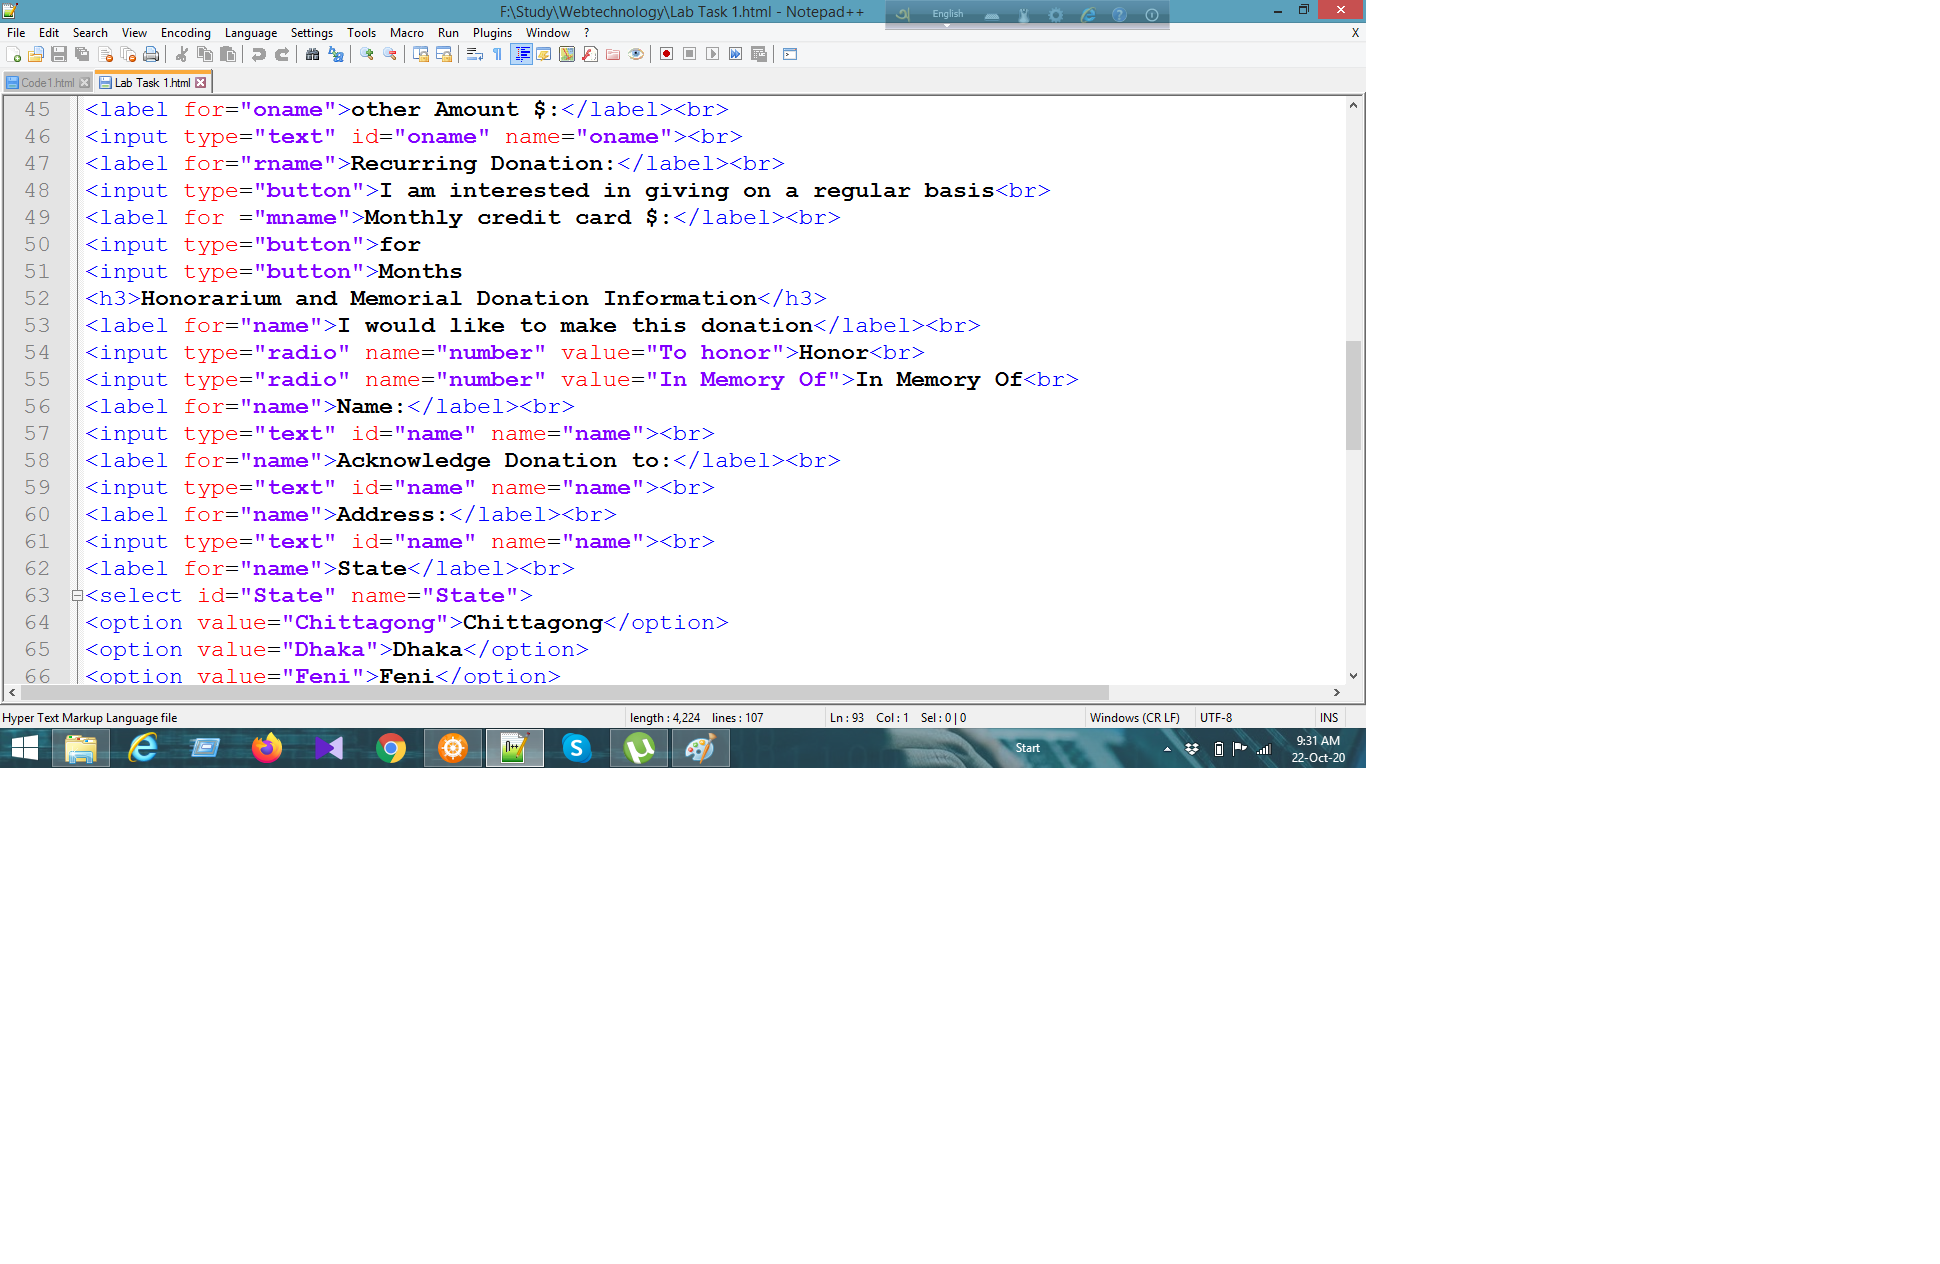 F:\Study\Webtechnology\Lab Task 1.html - Notepad++
English
File Edit Search View Encoding Language Settings Tools Macro Run Plugins Window ? X
Code1.html Lab Task 1.html
45 <label for="oname">other Amount $:</label><br>
46 <input type="text" id="oname" name="oname"><br>
47 <label for="rname">Recurring Donation:</label><br>
48 <input type="button">I am interested in giving on a regular basis<br>
49 <label for ="mname">Monthly credit card $:</label><br>
50 <input type="button">for
51 <input type="button">Months
52 <h3>Honorarium and Memorial Donation Information</h3>
53 <label for="name">I would like to make this donation</label><br>
54 <input type="radio" name="number" value="To honor">Honor<br>
55 <input type="radio" name="number" value="In Memory Of">In Memory Of<br>
56 <label for="name">Name:</label><br>
57 <input type="text" id="name" name="name"><br>
58 <label for="name">Acknowledge Donation to:</label><br>
59 <input type="text" id="name" name="name"><br>
60 <label for="name">Address:</label><br>
61 <input type="text" id="name" name="name"><br>
62 <label for="name">State</label><br>
63 <select id="State" name="State">
64 <option value="Chittagong">Chittagong</option>
65 <option value="Dhaka">Dhaka</option>
66 <option value="Feni">Feni</option>
Hyper Text Markup Language file length : 4,224 lines : 107 Ln : 93 Col : 1 Sel : 0 | 0 Windows (CR LF) UTF-8 INS
Start
9:31 AM
22-Oct-20